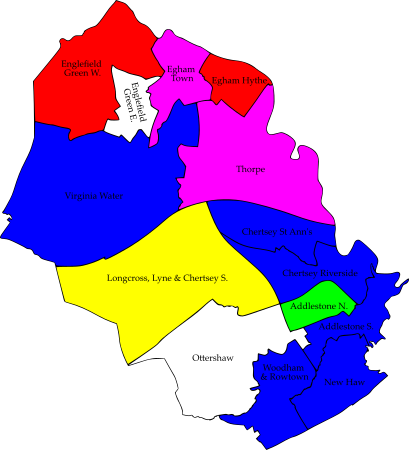 Englefield
Green W.
Egham
Town
Englefield
Green E.
Egham Hythe
Thorpe
Virginia Water
Chertsey St Ann's
Chertsey Riverside
Longcross, Lyne & Chertsey S.
Addlestone N.
Addlestone S.
Ottershaw
Woodham
& Rowtown
New Haw